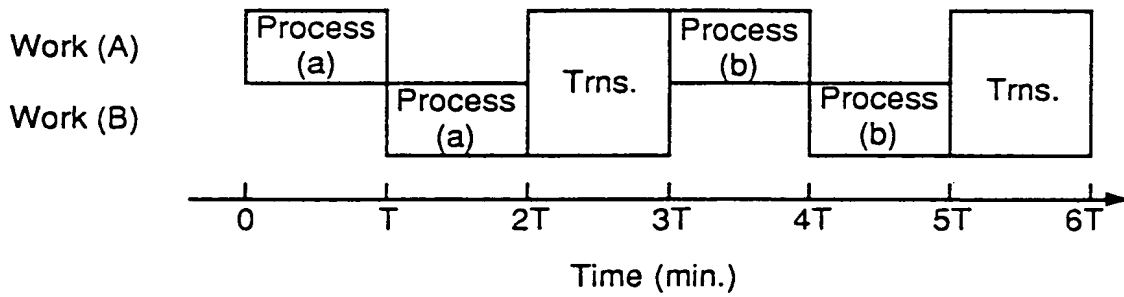 Work (A)
Process
(a)
Trns.
Process
(b)
Trns.
Work (B)
Process
(a)
Process
(b)
0 T 2T 3T 4T 5T 6T
Time (min.)